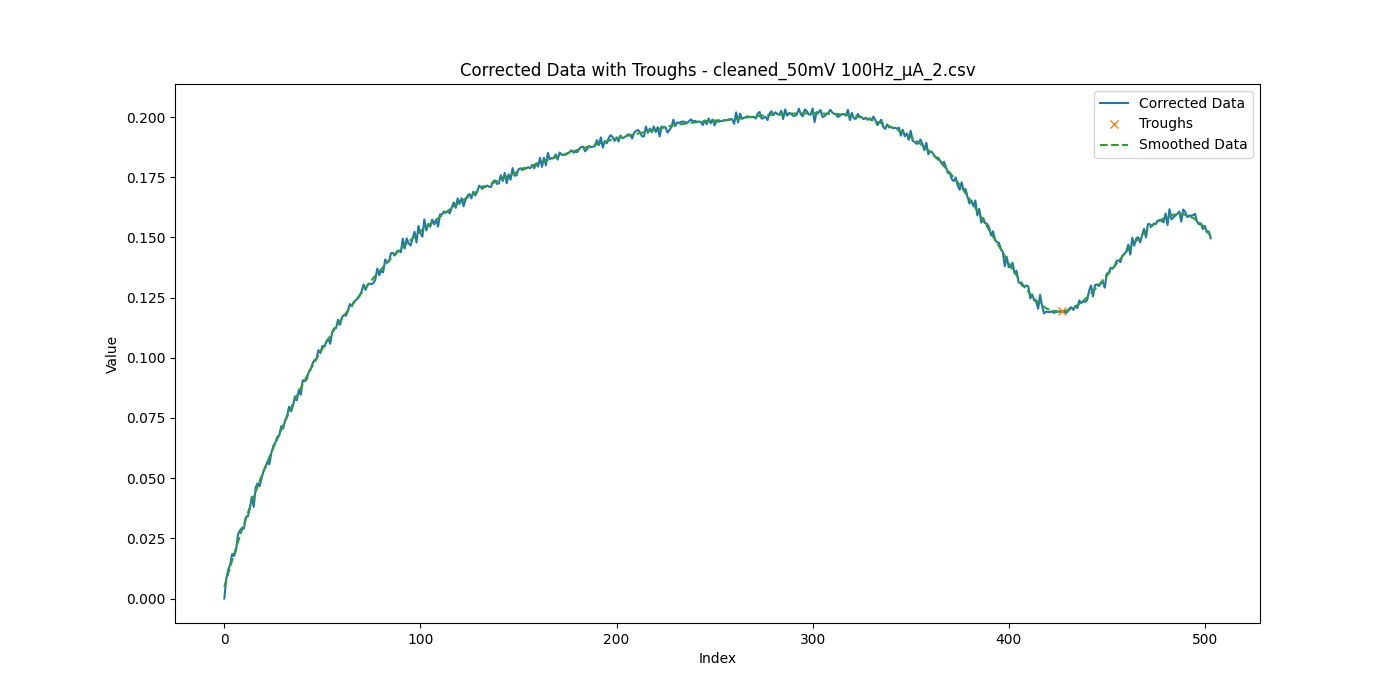 Corrected Data with Troughs - cleaned_50mV 100Hz_μA_2.csv
Corrected Data
Troughs
Smoothed Data
Value
0.200
0.175
0.150
0.125
0.100
0.075
0.050
0.025
0.000
0 100 200 300 400 500
Index